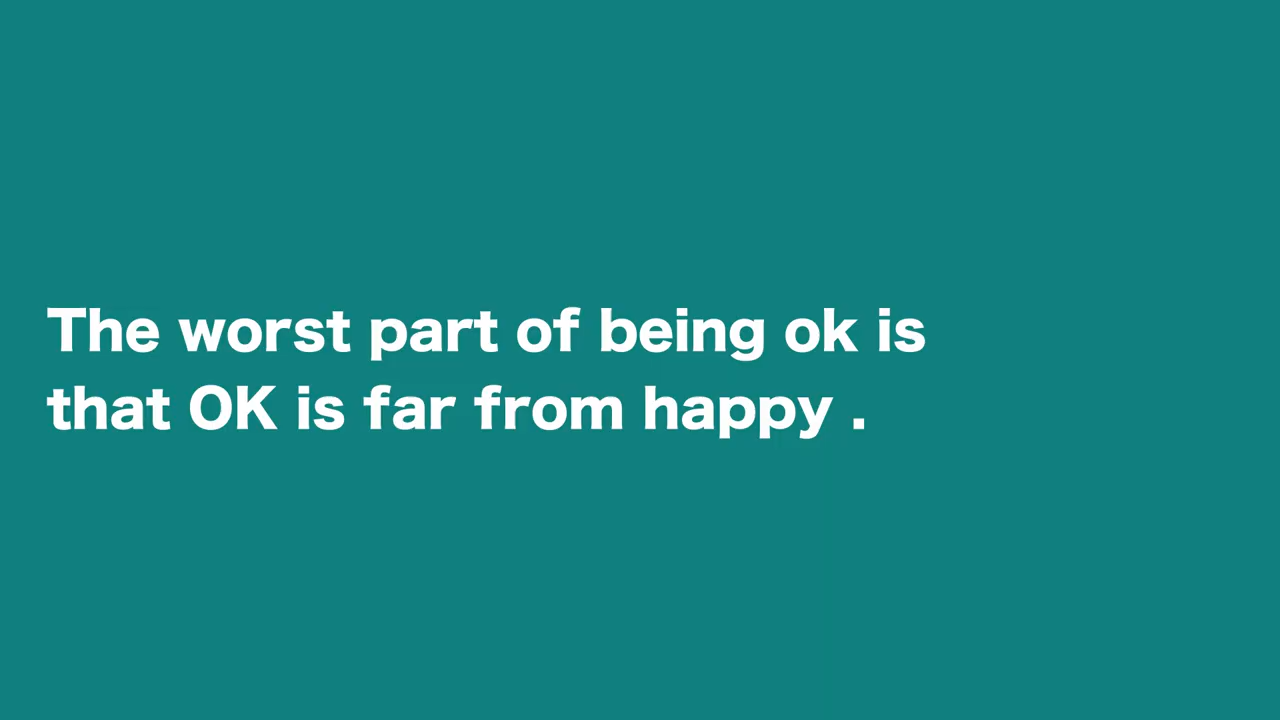 The worst part of being ok is
that OK is far from happy .